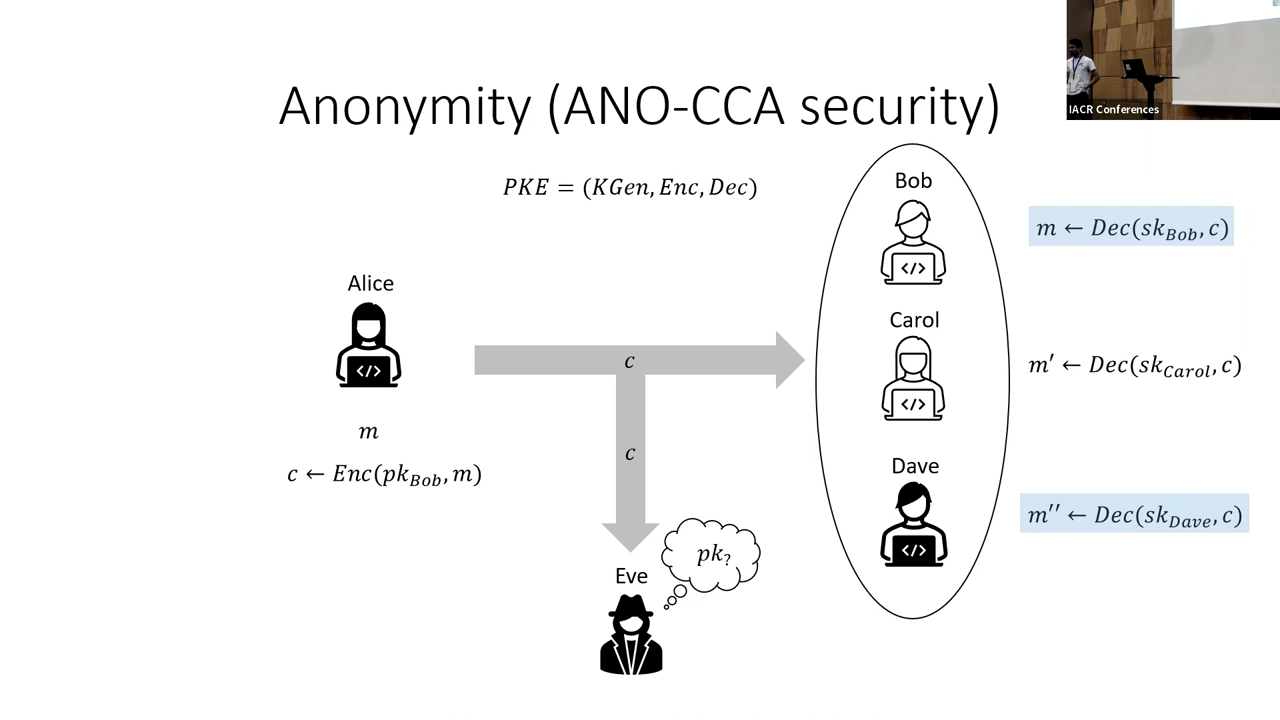 Anonymity (ANO-CCA security)
IACR Conferences
PKE = (KGen, Enc, Dec)
Bob
m ← Dec(sk_Bob, c)
</>
Alice
</>
Carol
c
m′ ← Dec(sk_Carol, c)
</>
m
c ← Enc(pk_Bob, m)
c
Dave
m′′ ← Dec(sk_Dave, c)
</>
pk_?
Eve